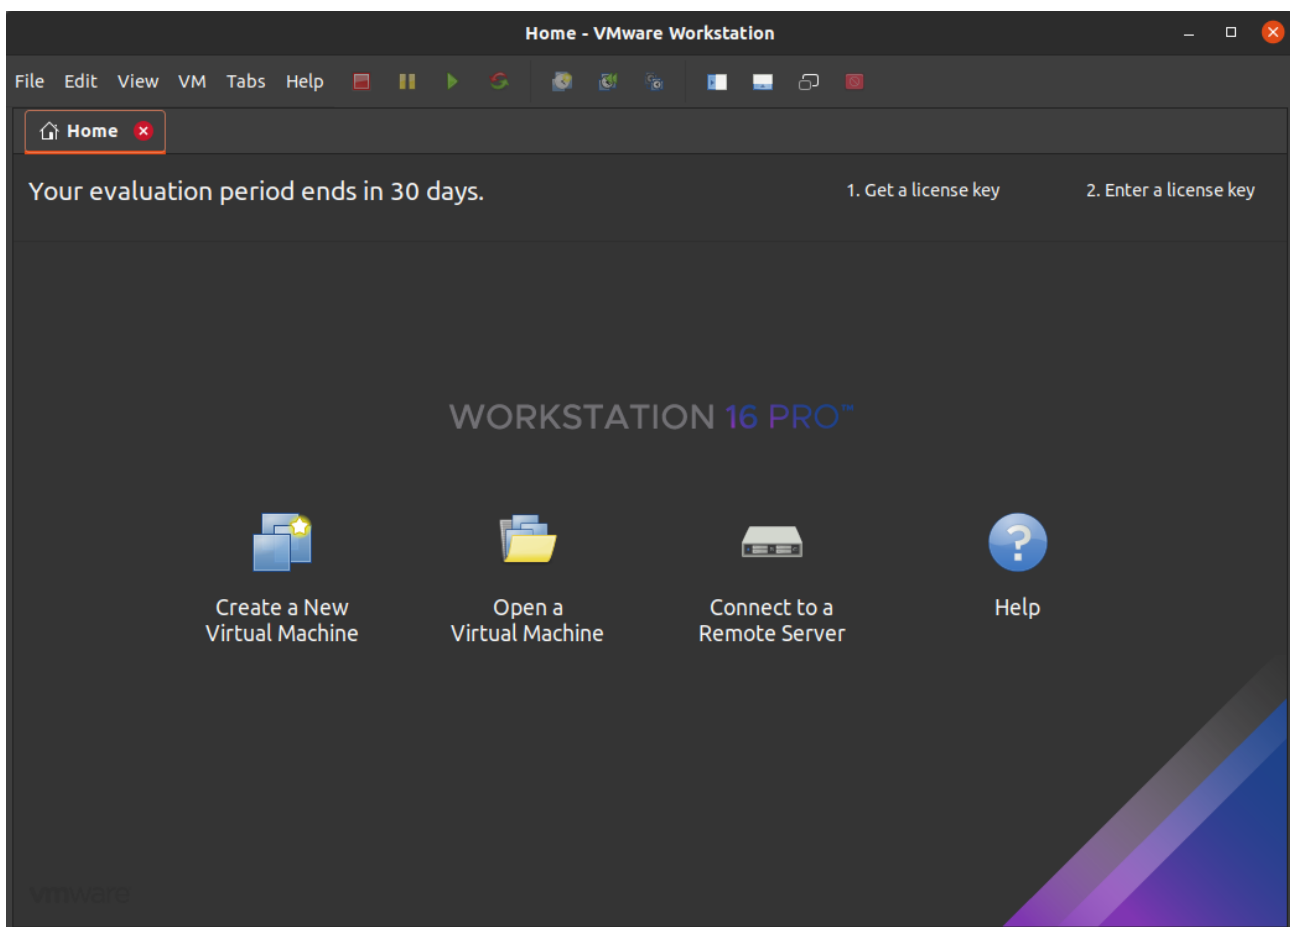 Home - VMware Workstation
File Edit View VM Tabs Help
Home
Your evaluation period ends in 30 days.
1. Get a license key
2. Enter a license key
WORKSTATION 16 PRO™
Create a New
Virtual Machine
Open a
Virtual Machine
Connect to a
Remote Server
Help
vmware